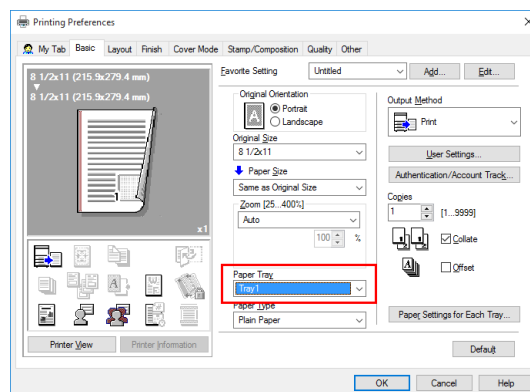 Printing Preferences
My Tab Basic Layout Finish Cover Mode Stamp/Composition Quality Other
8 1/2x11 (215.9x279.4 mm)
8 1/2x11 (215.9x279.4 mm)
1
x1
Printer View Printer Information
Favorite Setting Untitled Add... Edit...
Original Orientation
A
Portrait
Landscape
Original Size
8 1/2x11
Paper Size
Same as Original Size
Zoom [25...400%]
Auto
100 %
Paper Tray
Tray1
Paper Type
Plain Paper
Output Method
Print
User Settings...
Authentication/Account Track...
Copies
1 [1...9999]
Collate
Offset
Paper Settings for Each Tray...
Default
OK Cancel Help